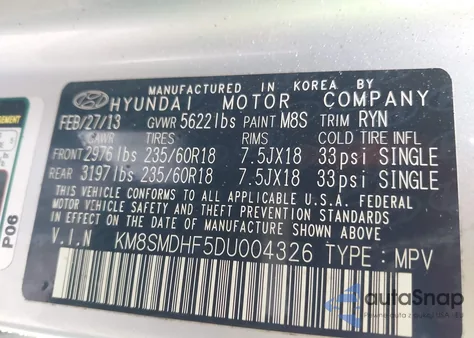 MANUFACTURED IN KOREA BY
HYUNDAI MOTOR COMPANY
FEB/27/13 GVWR 5622lbs PAINT M8S TRIM RYN
GAWR TIRES RIMS COLD TIRE INFL
FRONT 2976lbs 235/60R18 7.5JX18 33psi SINGLE
REAR 3197lbs 235/60R18 7.5JX18 33psi SINGLE
THIS VEHICLE CONFORMS TO ALL APPLICABLE U.S.A. FEDERAL
MOTOR VEHICLE SAFETY AND THEFT PREVENTION STANDARDS
IN EFFECT ON THE DATE OF MANUFACTURE SHOWN ABOVE.
V.I.N KM8SMDHF5DU004326 TYPE: MPV
P06
autoSnap